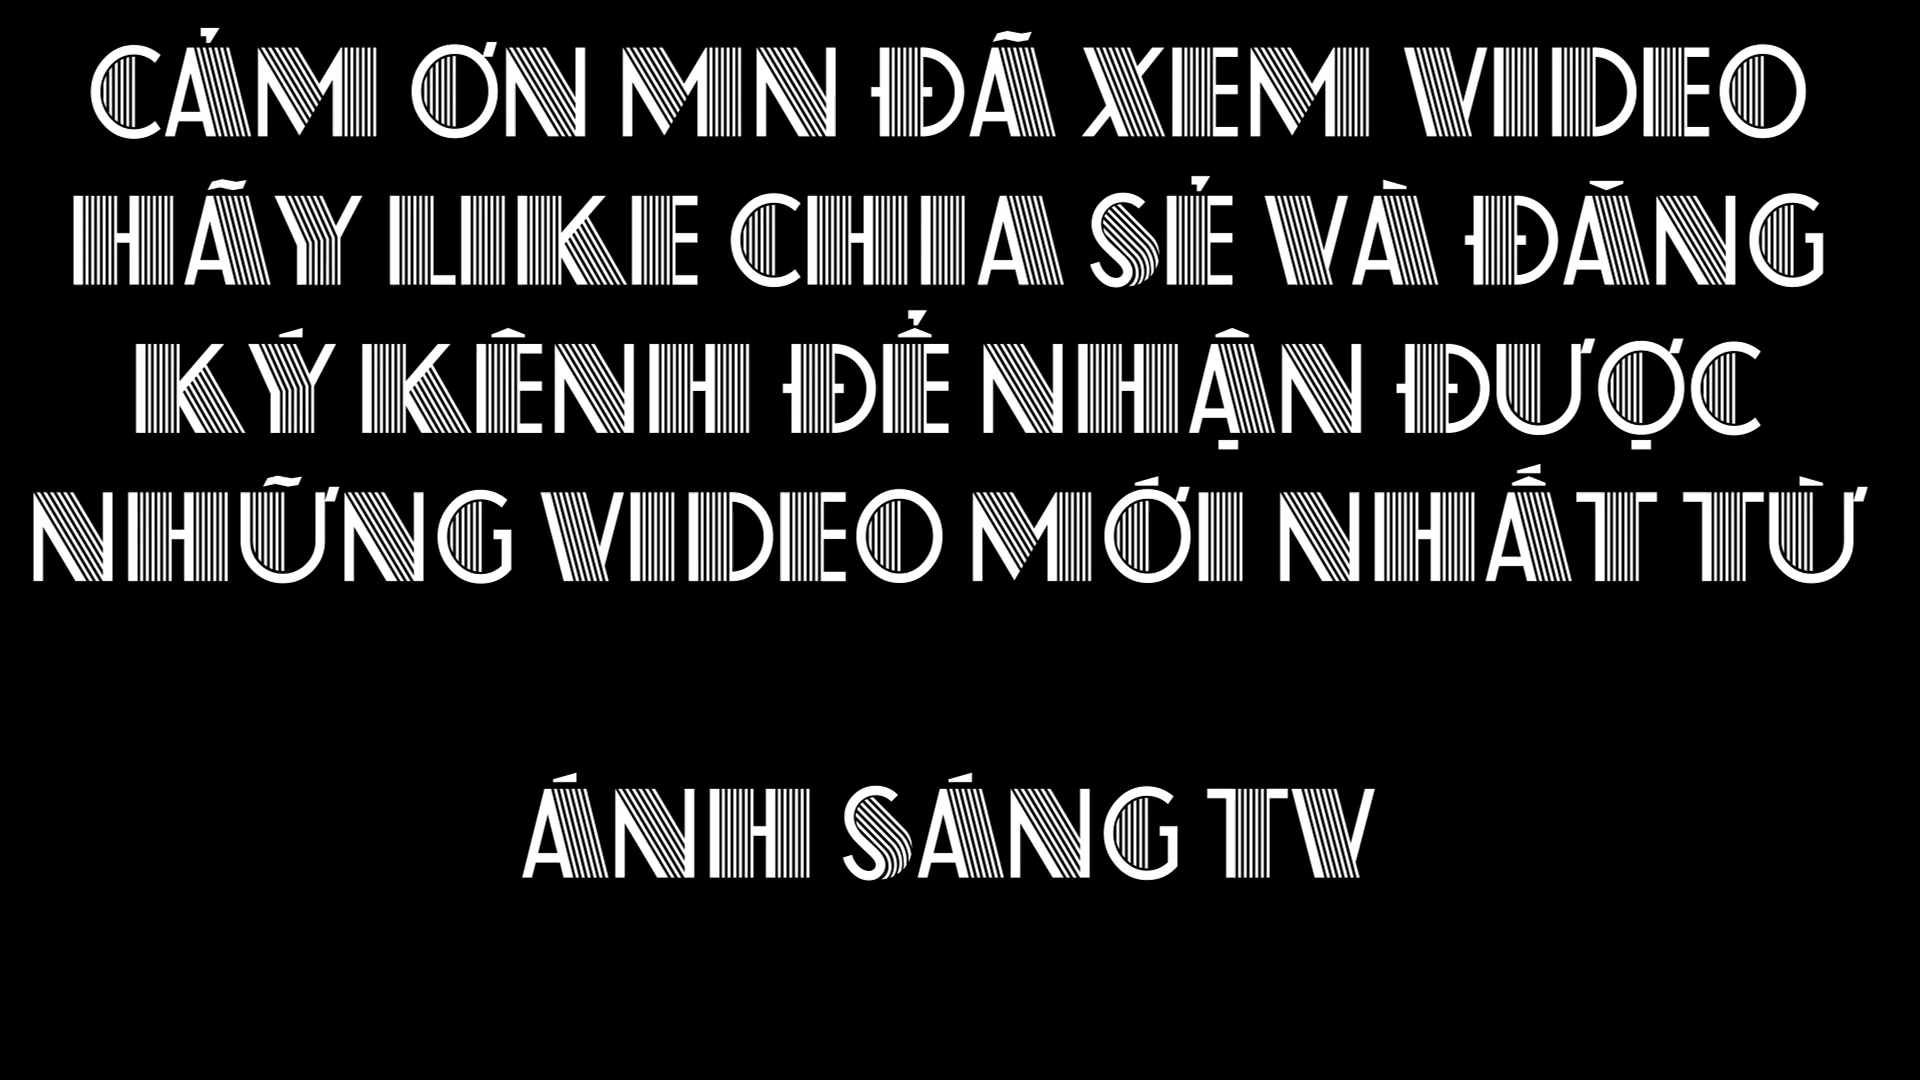 CẢM ƠN MN ĐÃ XEM VIDEO
HÃY LIKE CHIA SẺ VÀ ĐĂNG
KÝ KÊNH ĐỂ NHẬN ĐƯỢC
NHỮNG VIDEO MỚI NHẤT TỪ
ÁNH SÁNG TV